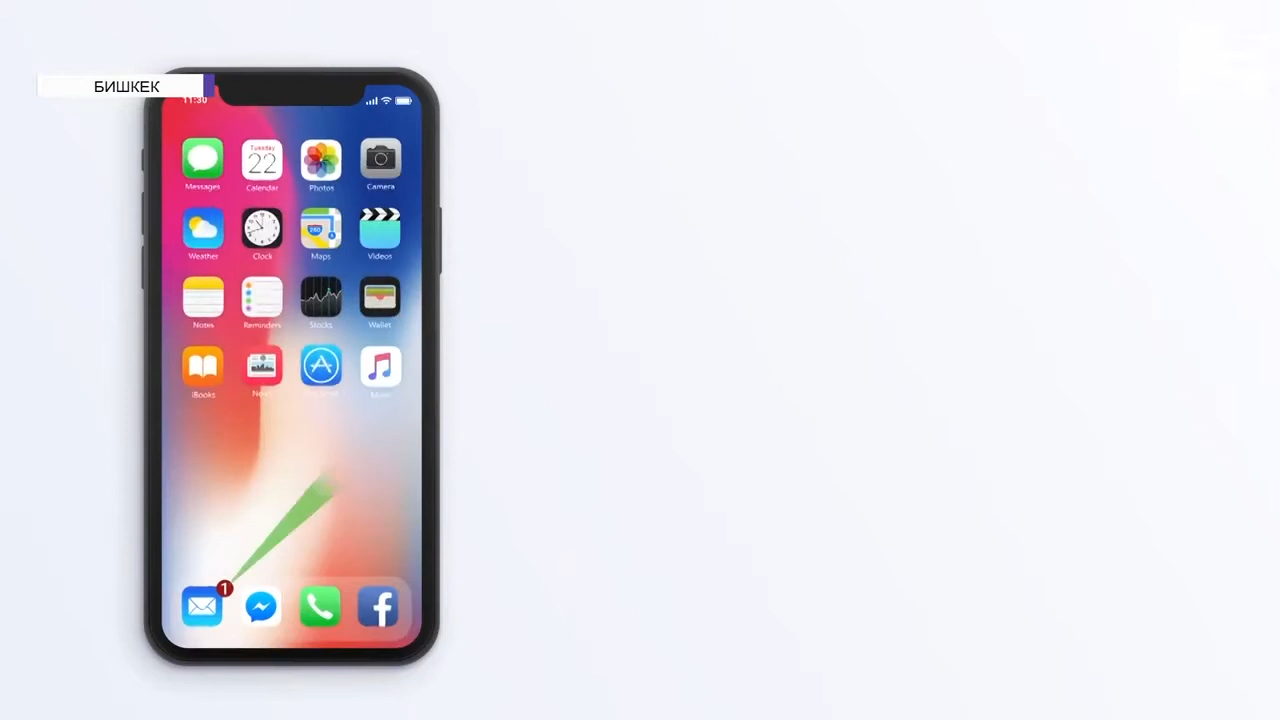 БИШКЕК
11:30
Messages
Tuesday
22
Calendar
Photos
Camera
Weather
Clock
280
Maps
Videos
Notes
Reminders
Stocks
Wallet
iBooks
1